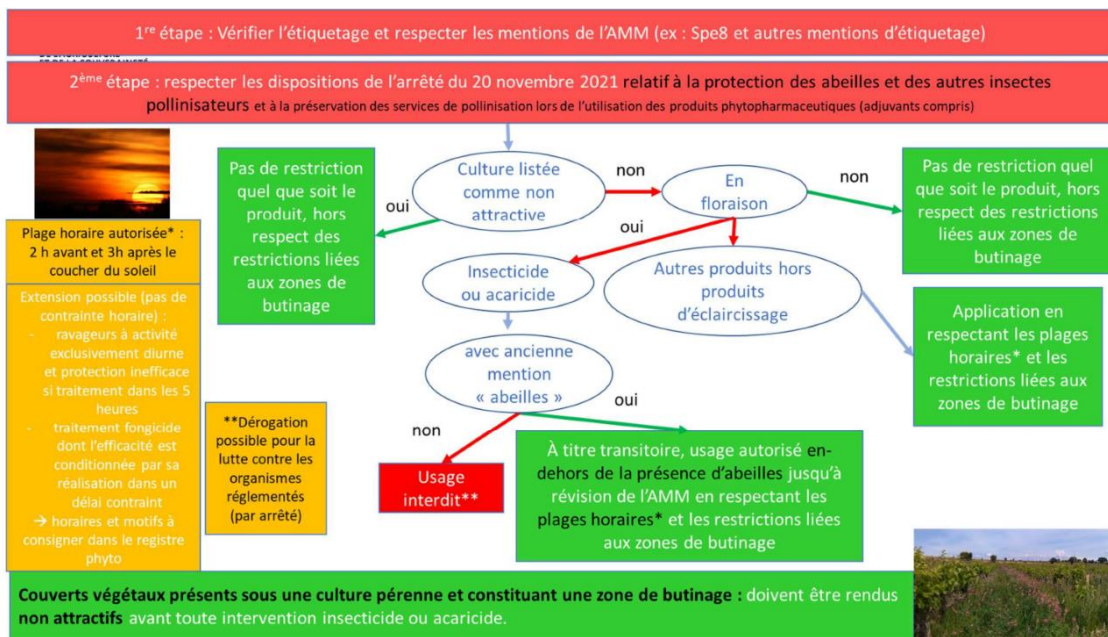 1re étape : Vérifier l'étiquetage et respecter les mentions de l'AMM (ex : Spe8 et autres mentions d'étiquetage)
ET DE LA SOUVERAINETÉ
2ème étape : respecter les dispositions de l'arrêté du 20 novembre 2021 relatif à la protection des abeilles et des autres insectes
pollinisateurs et à la préservation des services de pollinisation lors de l'utilisation des produits phytopharmaceutiques (adjuvants compris)
Culture listée
comme non
attractive
oui
non
Pas de restriction
quel que soit le
produit, hors
respect des
restrictions liées
aux zones de
butinage
En
floraison
non
oui
Pas de restriction quel
que soit le produit, hors
respect des restrictions
liées aux zones de
butinage
Plage horaire autorisée* :
2 h avant et 3h après le
coucher du soleil
Extension possible (pas de
contrainte horaire) :
- ravageurs à activité
exclusivement diurne
et protection inefficace
si traitement dans les 5
heures
- traitement fongicide
dont l'efficacité est
conditionnée par sa
réalisation dans un
délai contraint
→ horaires et motifs à
consigner dans le registre
phyto
Insecticide
ou acaricide
Autres produits hors
produits
d'éclaircissage
Application en
respectant les plages
horaires* et les
restrictions liées aux
zones de butinage
avec ancienne
mention
« abeilles »
non
oui
**Dérogation
possible pour la
lutte contre les
organismes
réglementés
(par arrêté)
Usage
interdit**
À titre transitoire, usage autorisé en-
dehors de la présence d'abeilles jusqu'à
révision de l'AMM en respectant les
plages horaires* et les restrictions liées
aux zones de butinage
Couverts végétaux présents sous une culture pérenne et constituant une zone de butinage : doivent être rendus
non attractifs avant toute intervention insecticide ou acaricide.